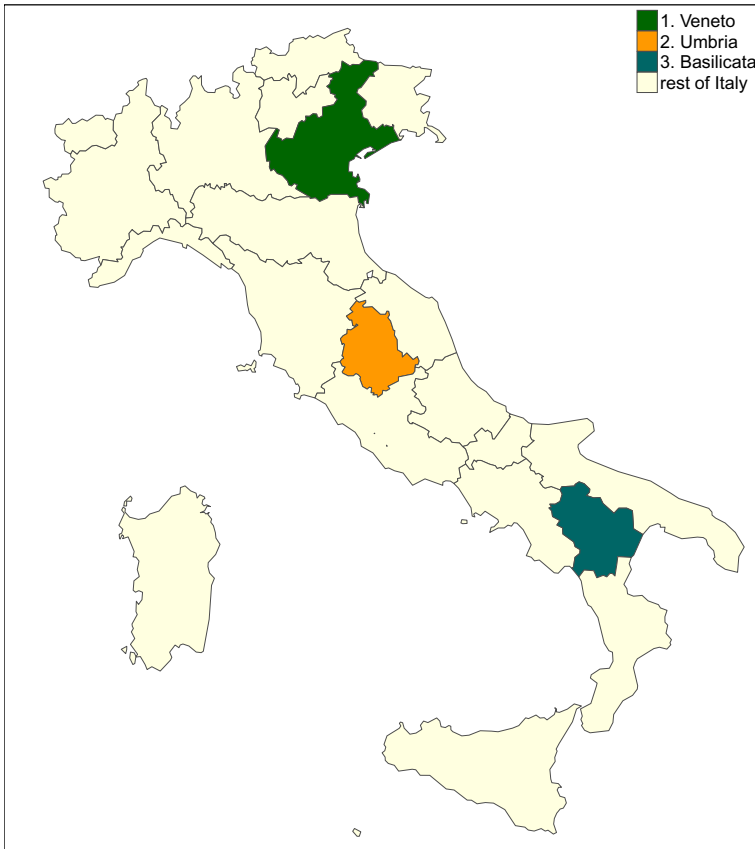 1. Veneto
2. Umbria
3. Basilicata
rest of Italy